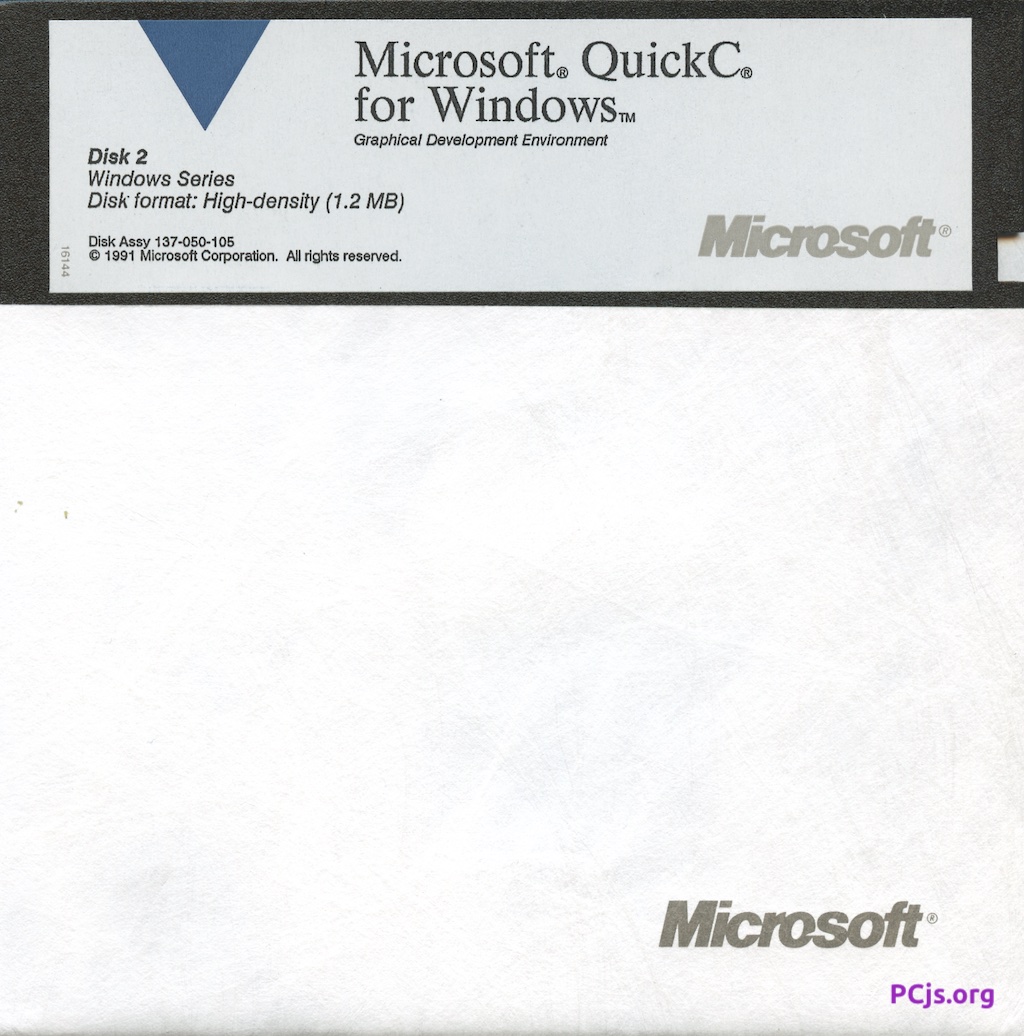 Microsoft® QuickC®
for Windows™
Graphical Development Environment
Disk 2
Windows Series
Disk format: High-density (1.2 MB)
Disk Assy 137-050-105
© 1991 Microsoft Corporation. All rights reserved.
16144
Microsoft®
Microsoft®
PCjs.org